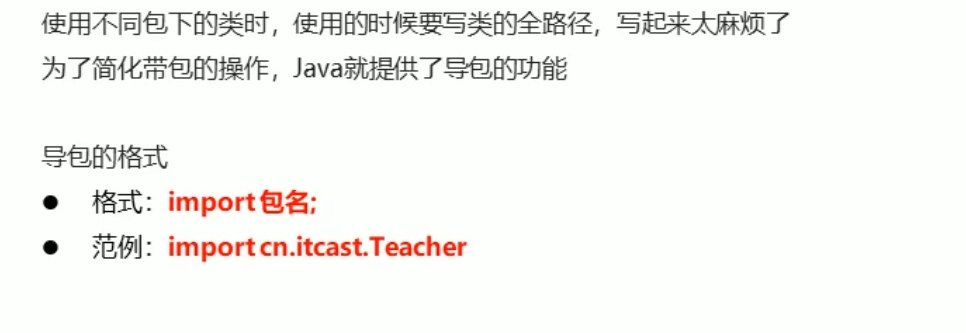 使用不同包下的类时，使用的时候要写类的全路径，写起来太麻烦了
为了简化带包的操作，Java就提供了导包的功能
导包的格式
● 格式：import 包名;
● 范例：import cn.itcast.Teacher